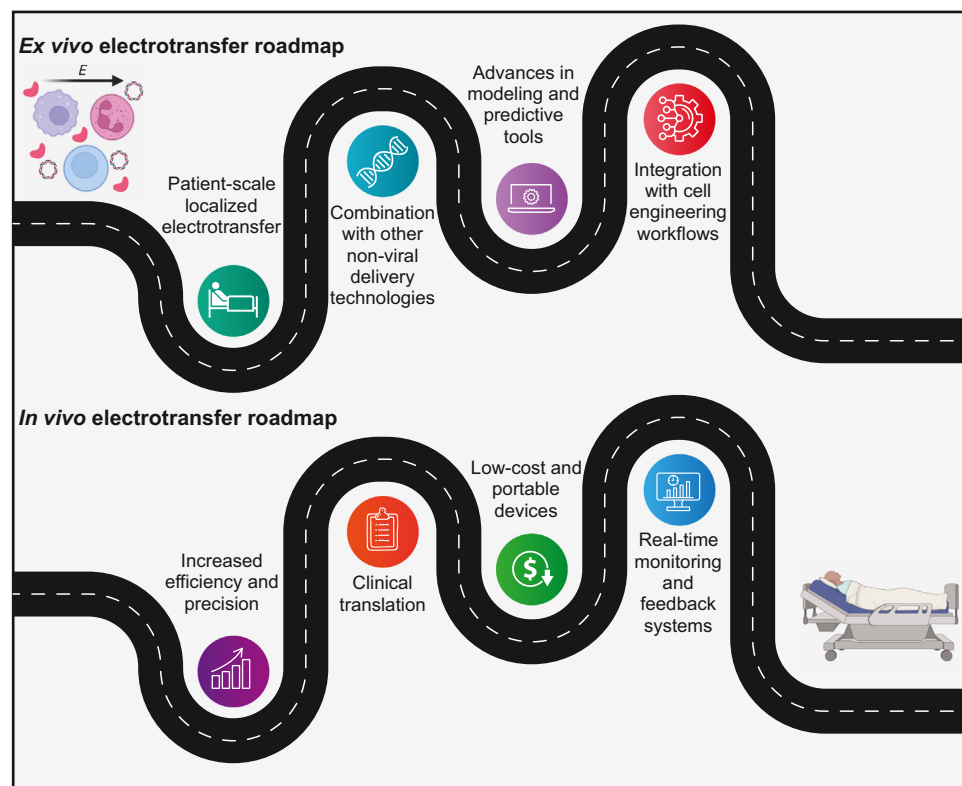 Ex vivo electrotransfer roadmap
E
Patient-scale
localized
electrotransfer
Combination
with other
non-viral
delivery
technologies
Advances in
modeling and
predictive
tools
Integration
with cell
engineering
workflows
In vivo electrotransfer roadmap
Increased
efficiency and
precision
Clinical
translation
Low-cost and
portable
devices
$
Real-time
monitoring
and
feedback
systems